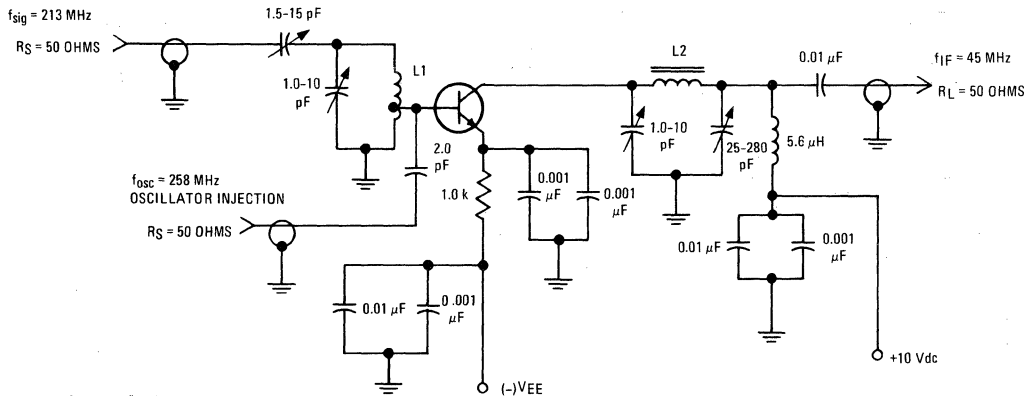 fsig = 213 MHz
RS = 50 OHMS
1.5-15 pF
1.0-10
pF
L1
2.0
pF
fosc = 258 MHz
OSCILLATOR INJECTION
RS = 50 OHMS
1.0 k
0.001
µF
0.001
µF
0.01 µF
0.001
µF
(-)VEE
L2
1.0-10
pF
25-280
pF
0.01 µF
5.6 µH
fIF = 45 MHz
RL = 50 OHMS
0.01 µF
0.001
µF
+10 Vdc